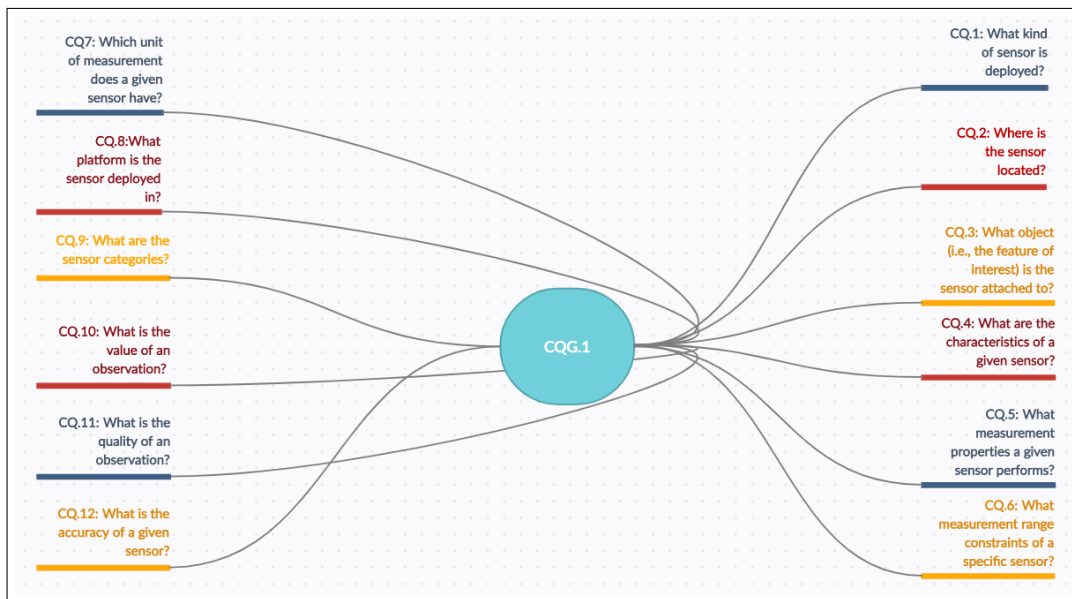 CQ7: Which unit
of measurement
does a given
sensor have?
CQ.8:What
platform is the
sensor deployed
in?
CQ.9: What are the
sensor categories?
CQ.10: What is the
value of an
observation?
CQ.11: What is the
quality of an
observation?
CQ.12: What is the
accuracy of a given
sensor?
CQG.1
CQ.1: What kind
of sensor is
deployed?
CQ.2: Where is
the sensor
located?
CQ.3: What object
(i.e., the feature of
interest) is the
sensor attached to?
CQ.4: What are the
characteristics of a
given sensor?
CQ.5: What
measurement
properties a given
sensor performs?
CQ.6: What
measurement range
constraints of a
specific sensor?